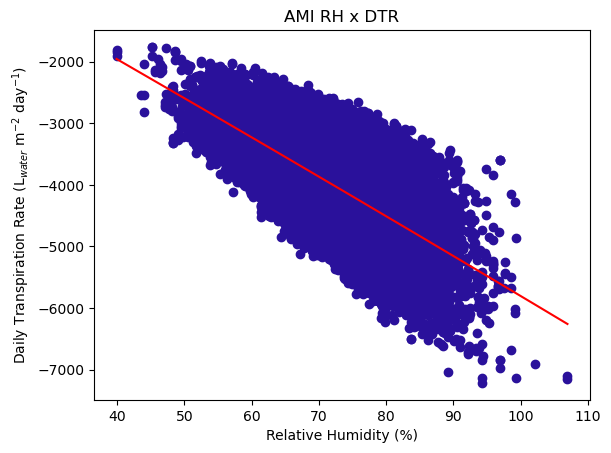 AMI RH x DTR
Daily Transpiration Rate (L$_{water}$ m$^{-2}$ day$^{-1}$)
−2000
−3000
−4000
−5000
−6000
−7000
40 50 60 70 80 90 100 110
Relative Humidity (%)